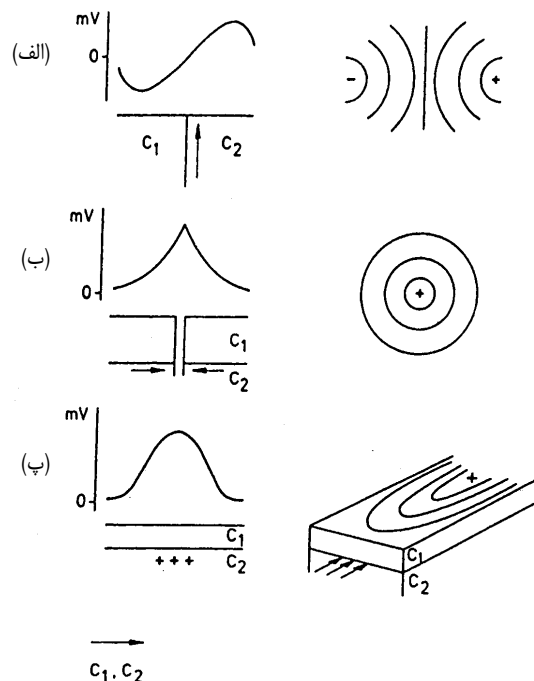 (الف)
mV
0
- +
C₁ C₂
(ب)
mV
0
+
C₁
C₂
(پ)
mV
0
+
C₁
+ + + C₂
C₁
C₂
C₁, C₂